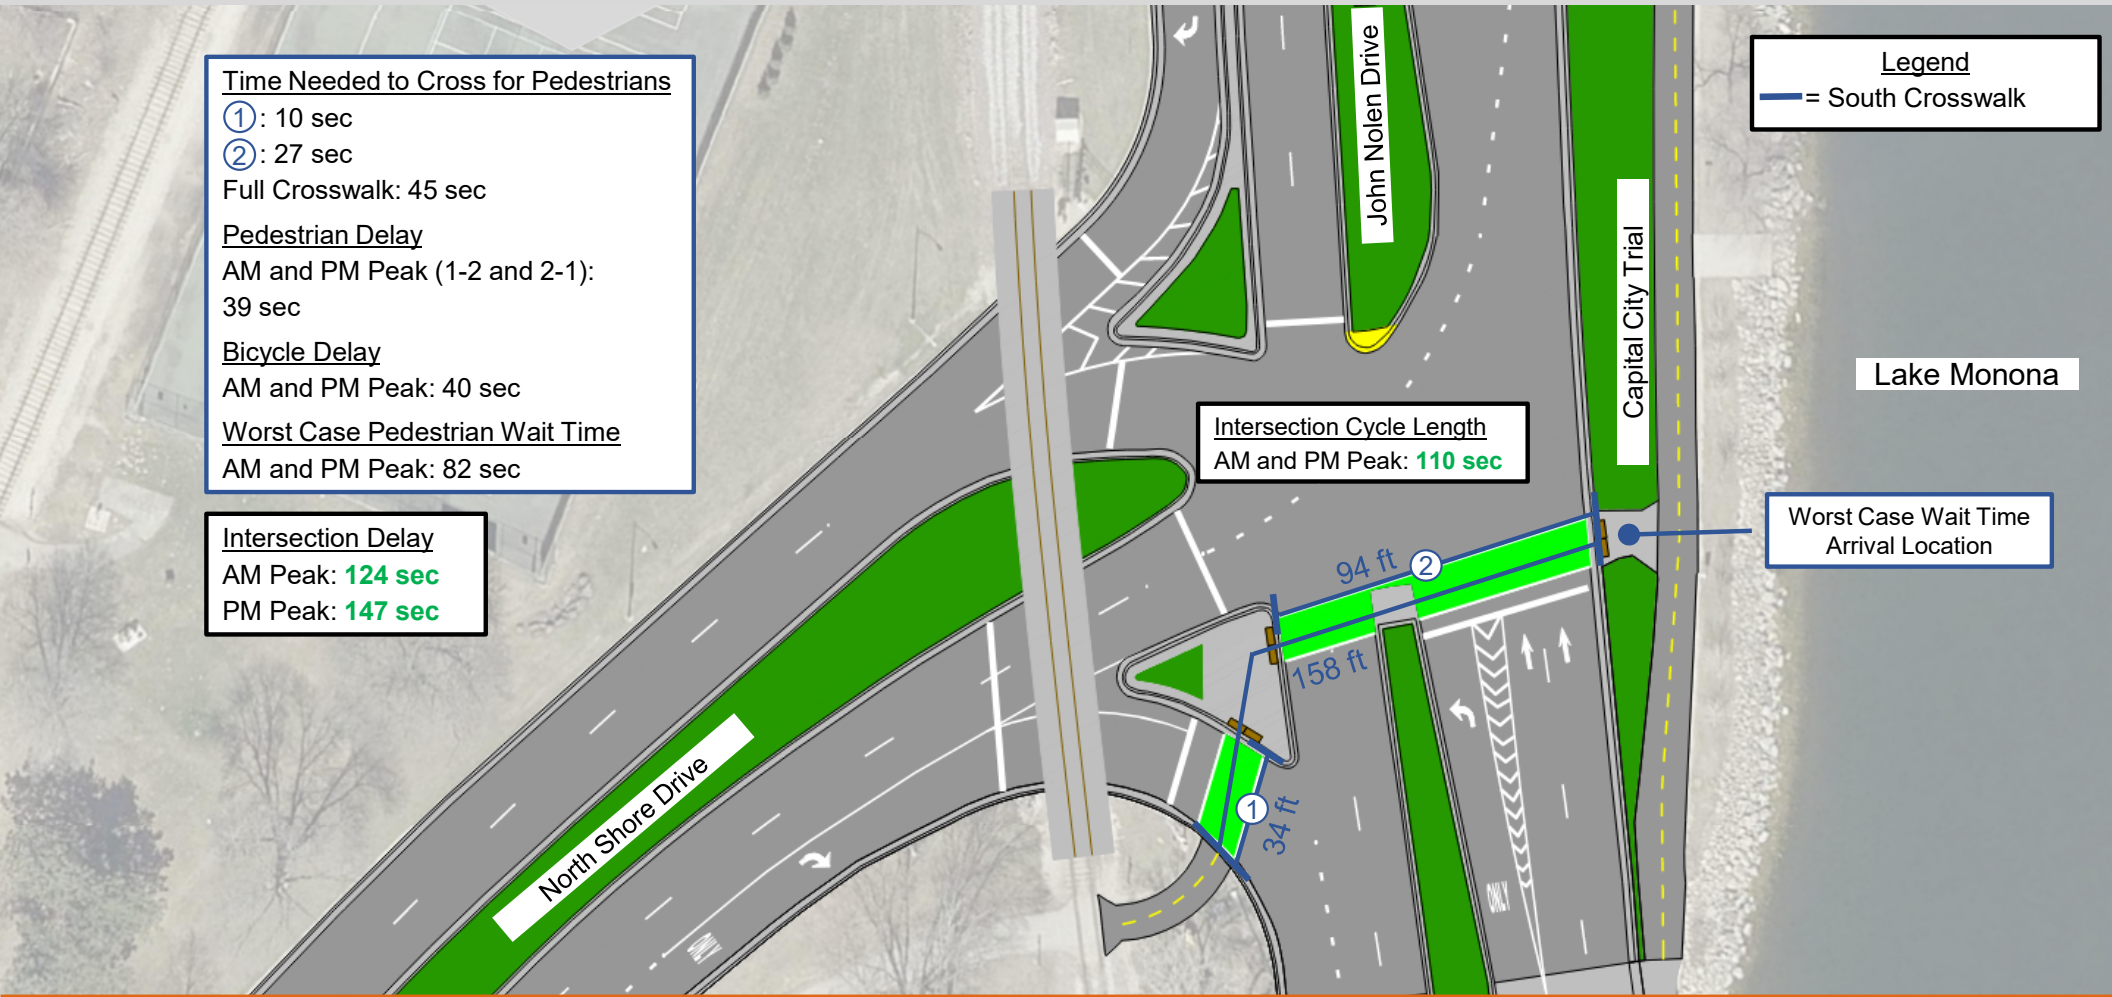 Time Needed to Cross for Pedestrians
1: 10 sec
2: 27 sec
Full Crosswalk: 45 sec
Pedestrian Delay
AM and PM Peak (1-2 and 2-1):
39 sec
Bicycle Delay
AM and PM Peak: 40 sec
Worst Case Pedestrian Wait Time
AM and PM Peak: 82 sec
Intersection Delay
AM Peak: 124 sec
PM Peak: 147 sec
John Nolen Drive
Legend
= South Crosswalk
Capital City Trial
Lake Monona
Intersection Cycle Length
AM and PM Peak: 110 sec
Worst Case Wait Time
Arrival Location
94 ft
2
158 ft
1
34 ft
North Shore Drive
ONLY
ONLY